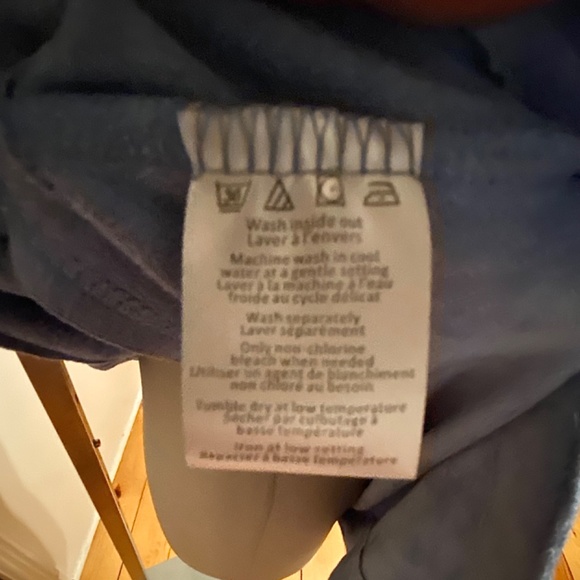 30
Wash inside out
Laver à l'envers
Machine wash in cool
water at a gentle setting
Laver à la machine à l'eau
froide au cycle délicat
Wash separately
Laver séparément
Only non-chlorine
bleach when needed
Utiliser un agent de blanchiment
non chloré au besoin
Tumble dry at low temperature
Sécher par culbutage à
basse température
Iron at low setting
Repasser à basse température